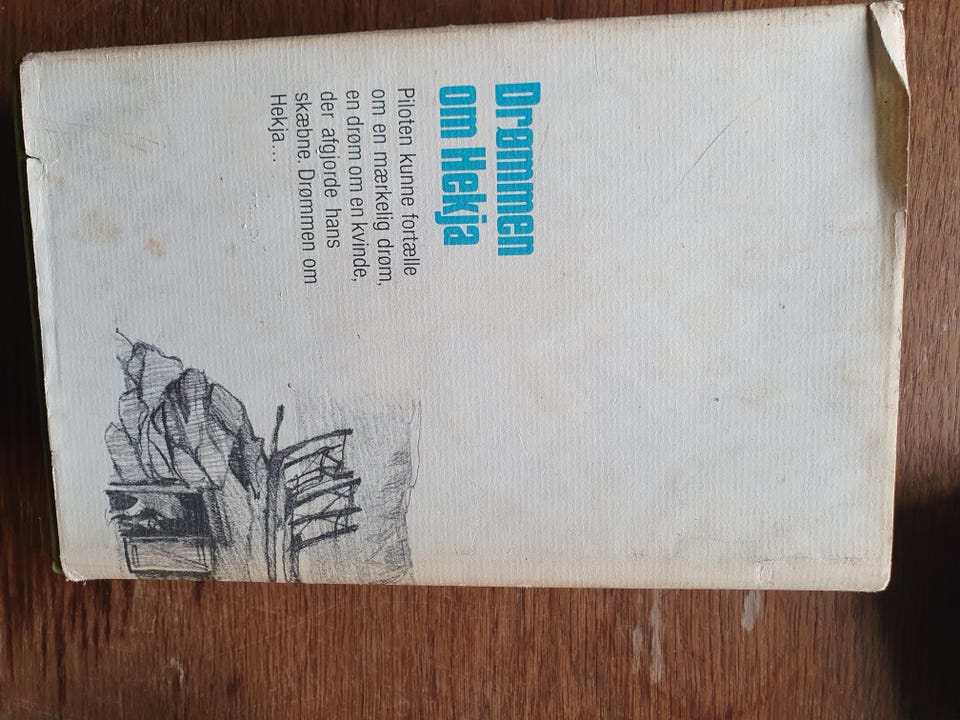 Drømmen
om Hekja
Piloten kunne fortælle
om en mærkelig drøm,
en drøm om en kvinde,
der afgjorde hans
skæbne. Drømmen om
Hekja...